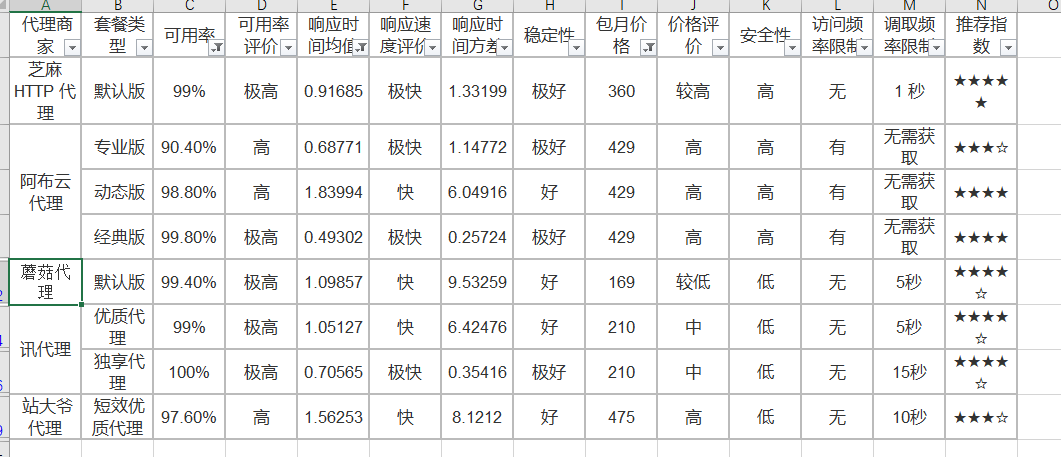 A B C D E F G H I J K L M N O
代理商家 套餐类型 可用率 可用率评价 响应时间均值 响应速度评价 响应时间方差 稳定性 包月价格 价格评价 安全性 访问频率限制 调取频率限制 推荐指数
芝麻HTTP 代理 默认版 99% 极高 0.91685 极快 1.33199 极好 360 较高 高 无 1 秒 ★★★★★
阿布云代理 专业版 90.40% 高 0.68771 极快 1.14772 极好 429 高 高 有 无需获取 ★★★☆
动态版 98.80% 高 1.83994 快 6.04916 好 429 高 高 有 无需获取 ★★★★
经典版 99.80% 极高 0.49302 极快 0.25724 极好 429 高 高 有 无需获取 ★★★★
蘑菇代理 默认版 99.40% 极高 1.09857 快 9.53259 好 169 较低 低 无 5秒 ★★★★☆
讯代理 优质代理 99% 极高 1.05127 快 6.42476 好 210 中 低 无 5秒 ★★★★☆
独享代理 100% 极高 0.70565 极快 0.35416 极好 210 中 低 无 15秒 ★★★★☆
站大爷代理 短效优质代理 97.60% 高 1.56253 快 8.1212 好 475 高 低 无 10秒 ★★★☆